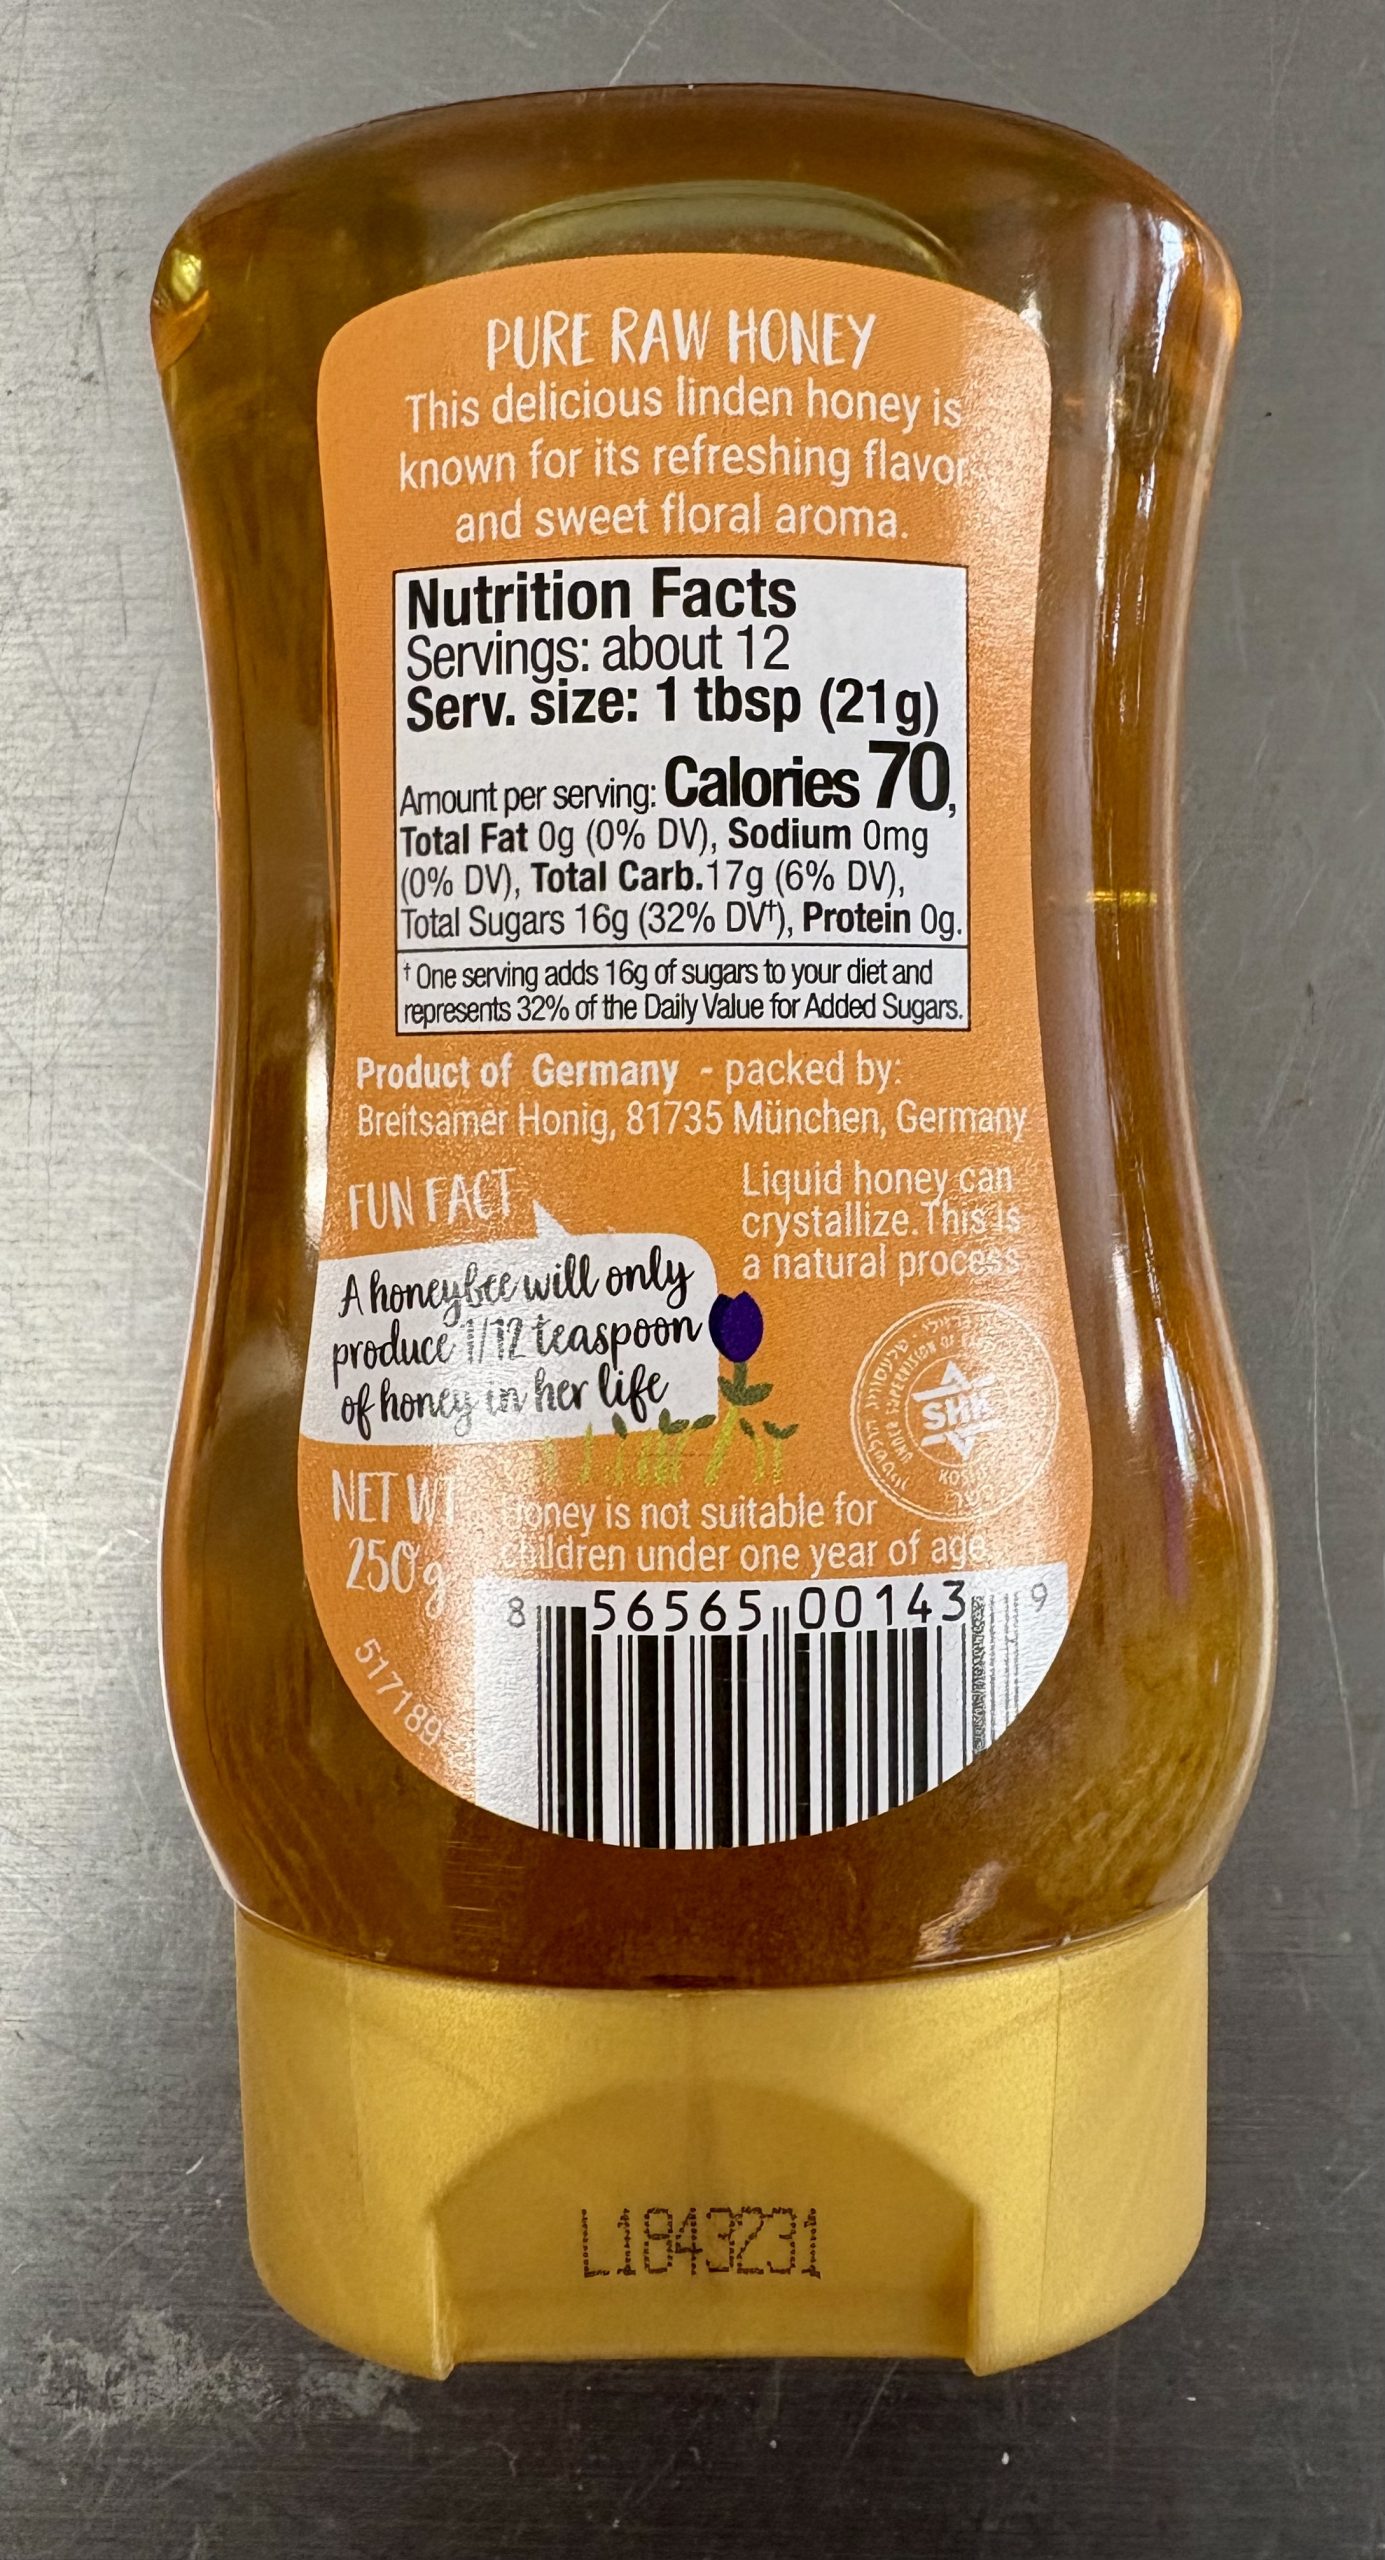 PURE RAW HONEY
This delicious linden honey is
known for its refreshing flavor
and sweet floral aroma.
Nutrition Facts
Servings: about 12
Serv. size: 1 tbsp (21g)
Amount per serving: Calories 70,
Total Fat 0g (0% DV), Sodium 0mg
(0% DV), Total Carb.17g (6% DV),
Total Sugars 16g (32% DV†), Protein 0g.
† One serving adds 16g of sugars to your diet and
represents 32% of the Daily Value for Added Sugars.
Product of Germany - packed by:
Breitsamer Honig, 81735 München, Germany
FUN FACT
A honeybee will only
produce 1/12 teaspoon
of honey in her life
Liquid honey can
crystallize.This is
a natural process
NET WT
250g
Honey is not suitable for
children under one year of age
8 56565 00143 9
517189
L1843231